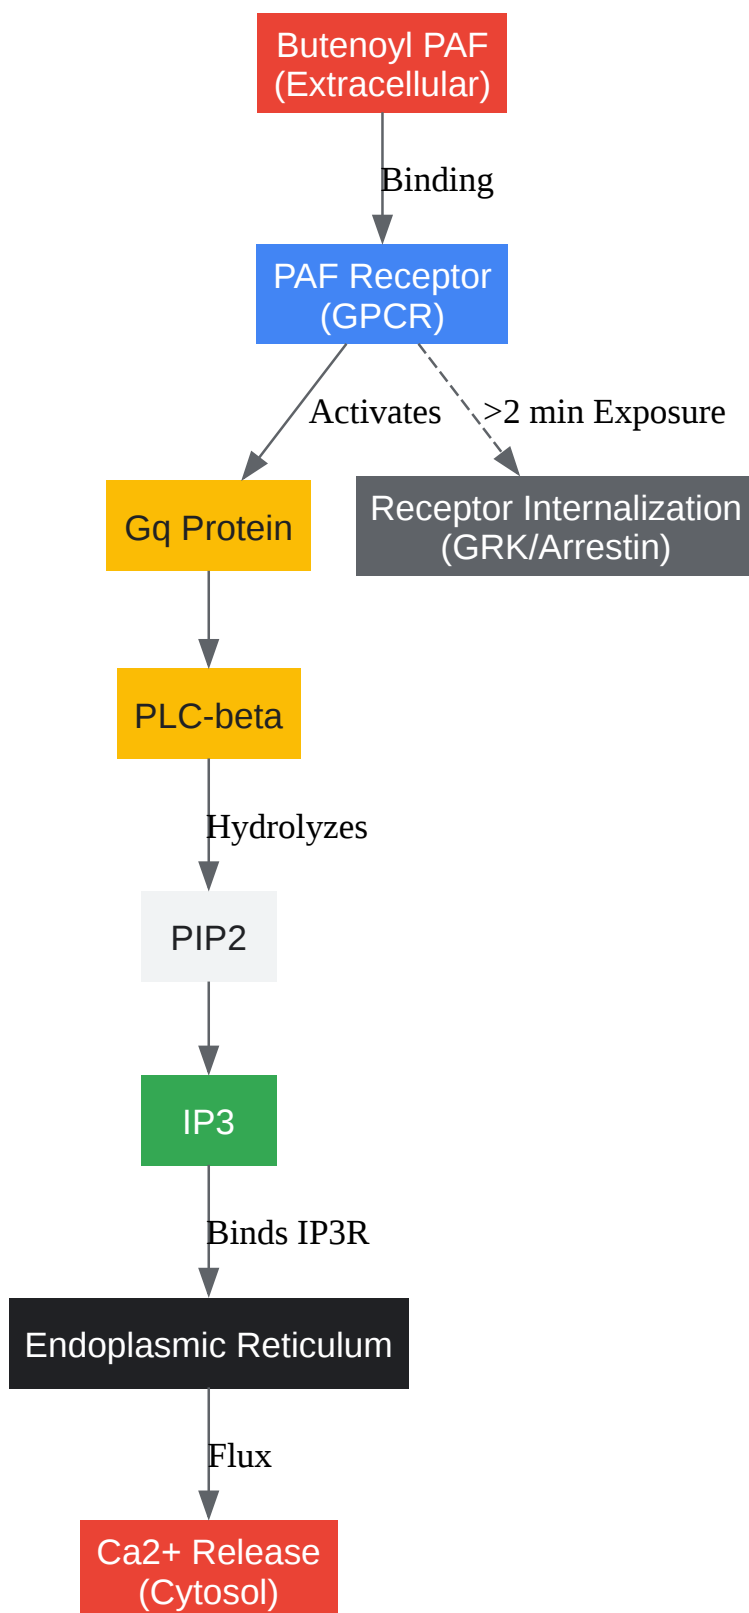 Butenoyl PAF
(Extracellular)
Binding
PAF Receptor
(GPCR)
Activates
>2 min Exposure
Gq Protein
Receptor Internalization
(GRK/Arrestin)
PLC-beta
Hydrolyzes
PIP2
IP3
Binds IP3R
Endoplasmic Reticulum
Flux
Ca2+ Release
(Cytosol)